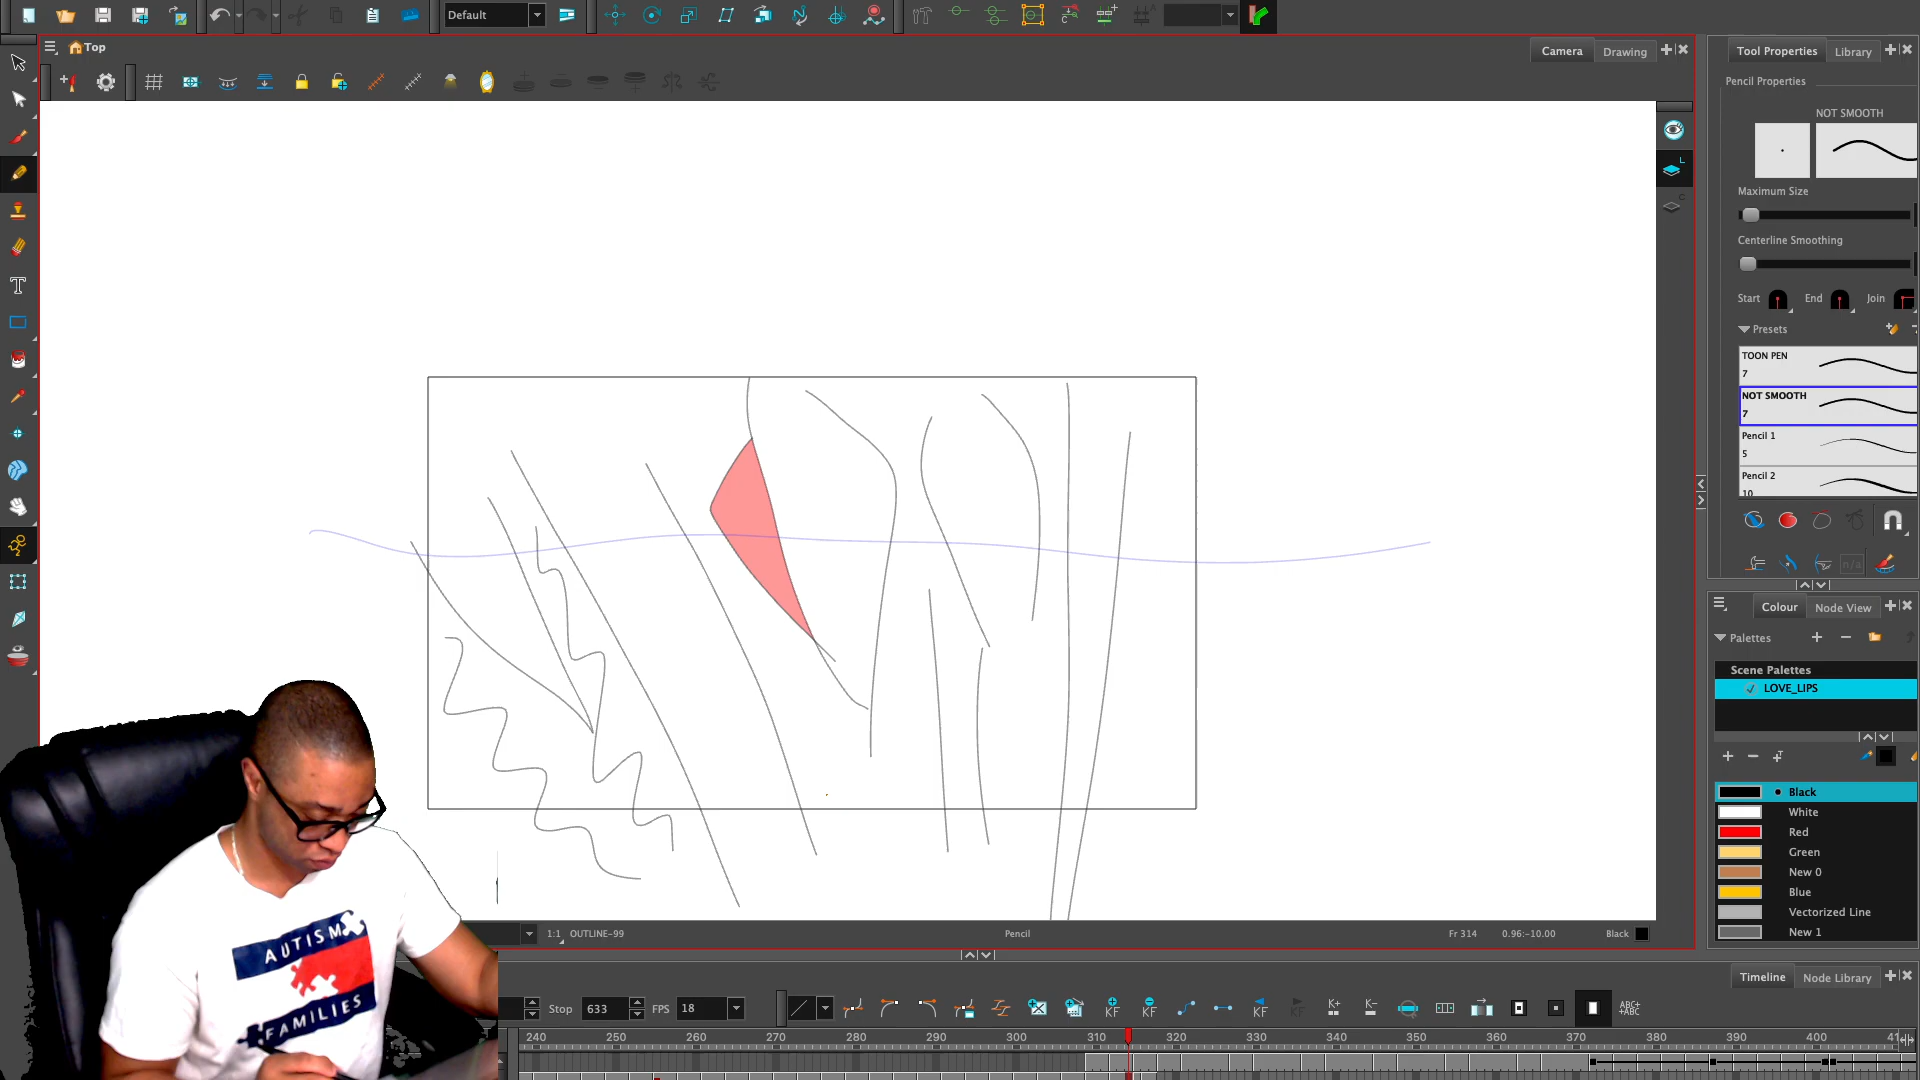 Default
Top
Camera
Drawing
Tool Properties
Library
Pencil Properties
NOT SMOOTH
Maximum Size
Centerline Smoothing
Start
End
Join
Presets
TOON PEN
7
NOT SMOOTH
7
Pencil 1
5
Pencil 2
10
n/a
Colour
Node View
Palettes
Scene Palettes
LOVE_LIPS
Black
White
Red
Green
New 0
Blue
Vectorized Line
New 1
AUTISM
FAMILIES
1:1
OUTLINE-99
Pencil
Fr 314
0.96:-10.00
Black
Timeline
Node Library
Stop
633
FPS
18
KF
KF
KF
KF
ABC+
+ABC
240
250
260
270
280
290
300
310
320
330
340
350
360
370
380
390
400